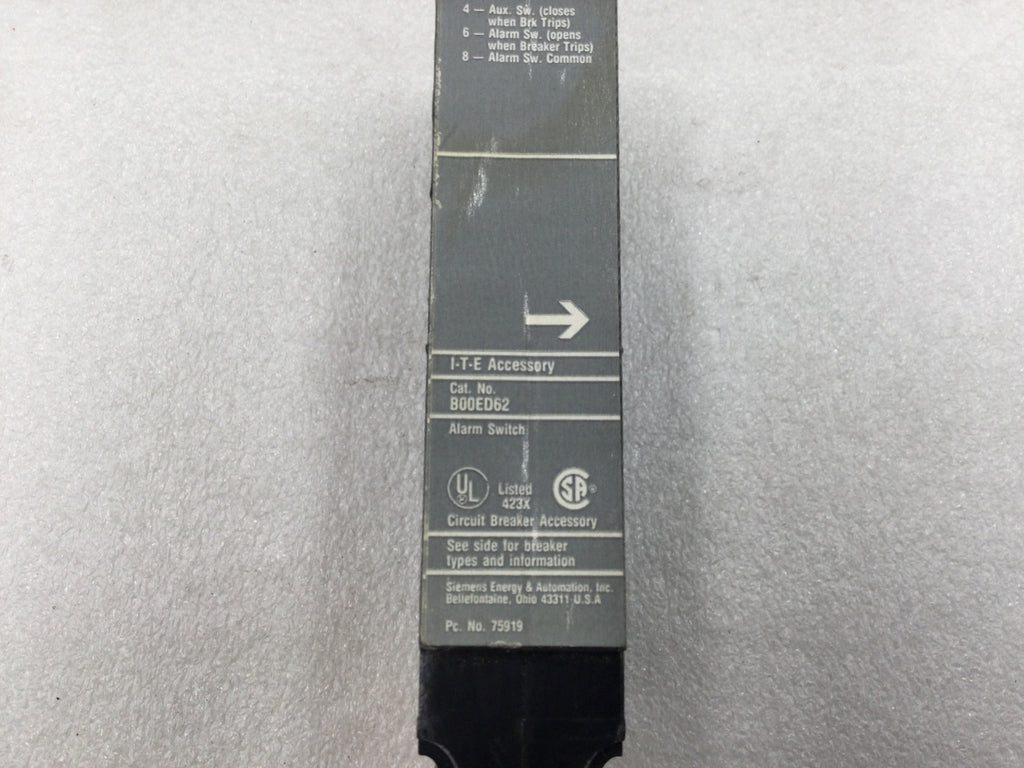 4 — Aux. Sw. (closes
when Brk Trips)
6 — Alarm Sw. (opens
when Breaker Trips)
8 — Alarm Sw. Common
I-T-E Accessory
Cat. No.
B00ED62
Alarm Switch
UL Listed SA®
423X
Circuit Breaker Accessory
See side for breaker
types and information
Siemens Energy & Automation, Inc.
Bellefontaine, Ohio 43311 U.S.A
Pc. No. 75919